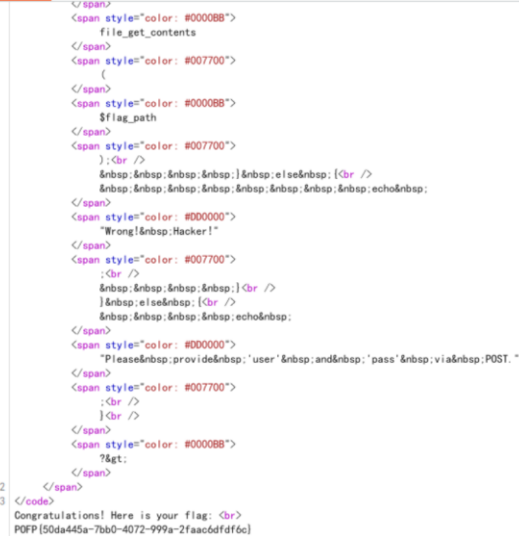 </span>
<span style="color: #0000BB">
file_get_contents
</span>
<span style="color: #007700">
(
</span>
<span style="color: #0000BB">
$flag_path
</span>
<span style="color: #007700">
);<br />
&nbsp;&nbsp;&nbsp;&nbsp;}&nbsp;else&nbsp;{<br />
&nbsp;&nbsp;&nbsp;&nbsp;&nbsp;&nbsp;&nbsp;&nbsp;echo&nbsp;
</span>
<span style="color: #DD0000">
"Wrong!&nbsp;Hacker!"
</span>
<span style="color: #007700">
;<br />
&nbsp;&nbsp;&nbsp;&nbsp;}<br />
}&nbsp;else&nbsp;{<br />
&nbsp;&nbsp;&nbsp;&nbsp;echo&nbsp;
</span>
<span style="color: #DD0000">
"Please&nbsp;provide&nbsp;'user'&nbsp;and&nbsp;'pass'&nbsp;via&nbsp;POST."
</span>
<span style="color: #007700">
;<br />
}<br />
</span>
<span style="color: #0000BB">
?&gt;
</span>
2 </span>
3 </code>
Congratulations! Here is your flag: <br>
POFP{50da445a-7bb0-4072-999a-2faac6dfdf6c}